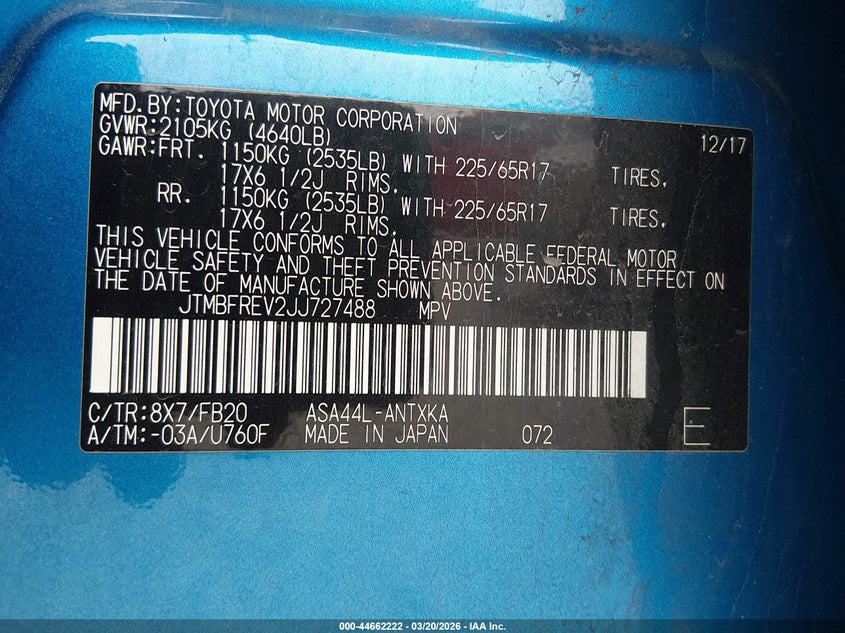 MFD.BY:TOYOTA MOTOR CORPORATION 12/17
GVWR:2105KG (4640LB)
GAWR:FRT. 1150KG (2535LB) WITH 225/65R17 TIRES,
17X6 1/2J RIMS.
RR. 1150KG (2535LB) WITH 225/65R17 TIRES,
17X6 1/2J RIMS.
THIS VEHICLE CONFORMS TO ALL APPLICABLE FEDERAL MOTOR
VEHICLE SAFETY AND THEFT PREVENTION STANDARDS IN EFFECT ON
THE DATE OF MANUFACTURE SHOWN ABOVE.
JTMBFREV2JJ727488 MPV
C/TR:8X7/FB20 ASA44L-ANTXKA
A/TM:-03A/U760F MADE IN JAPAN 072 E
000-44662222 - 03/20/2026 - IAA Inc.